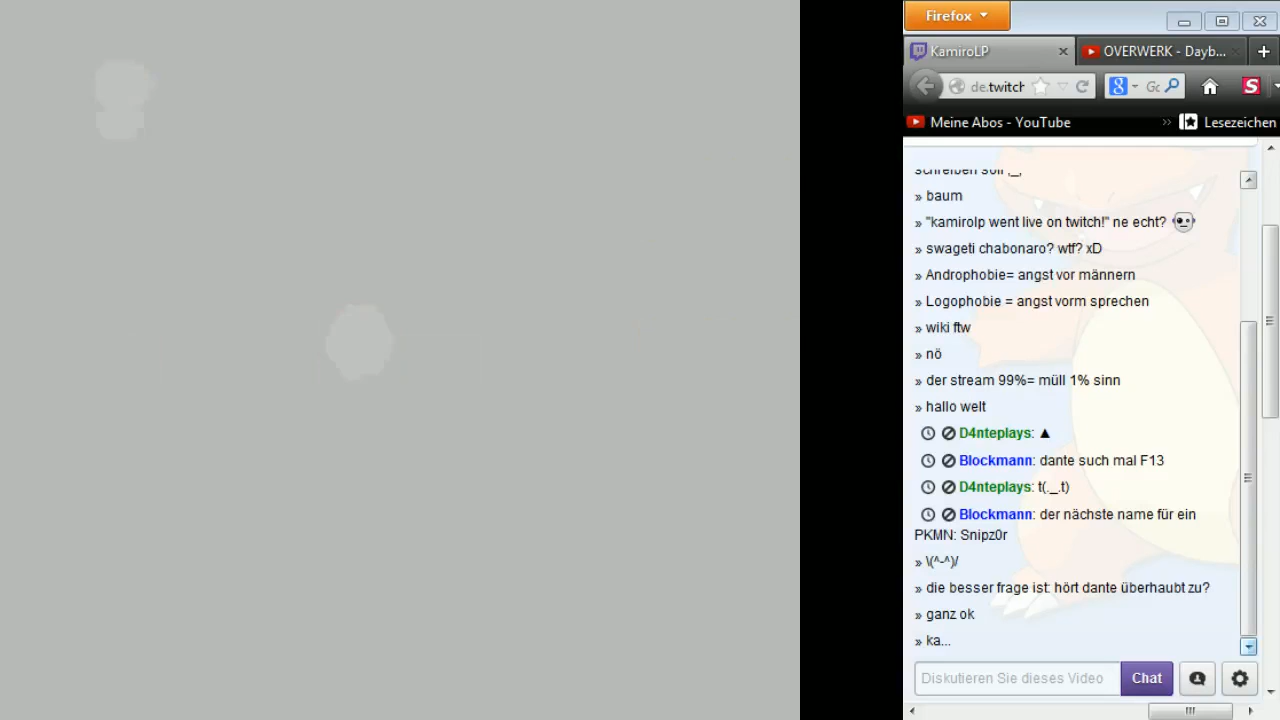 Firefox
KamiroLP
OVERWERK - Dayb...
de.twitch
Meine Abos - YouTube
»
Lesezeichen
schreiben soll ;_;
» baum
» "kamirolp went live on twitch!" ne echt?
» swageti chabonaro? wtf? xD
» Androphobie= angst vor männern
» Logophobie = angst vorm sprechen
» wiki ftw
» nö
» der stream 99%= müll 1% sinn
» hallo welt
D4nteplays: ▲
Blockmann: dante such mal F13
D4nteplays: t(._.t)
Blockmann: der nächste name für ein
PKMN: Snipz0r
» \(^-^)/
» die besser frage ist: hört dante überhaubt zu?
» ganz ok
» ka...
Diskutieren Sie dieses Video
Chat